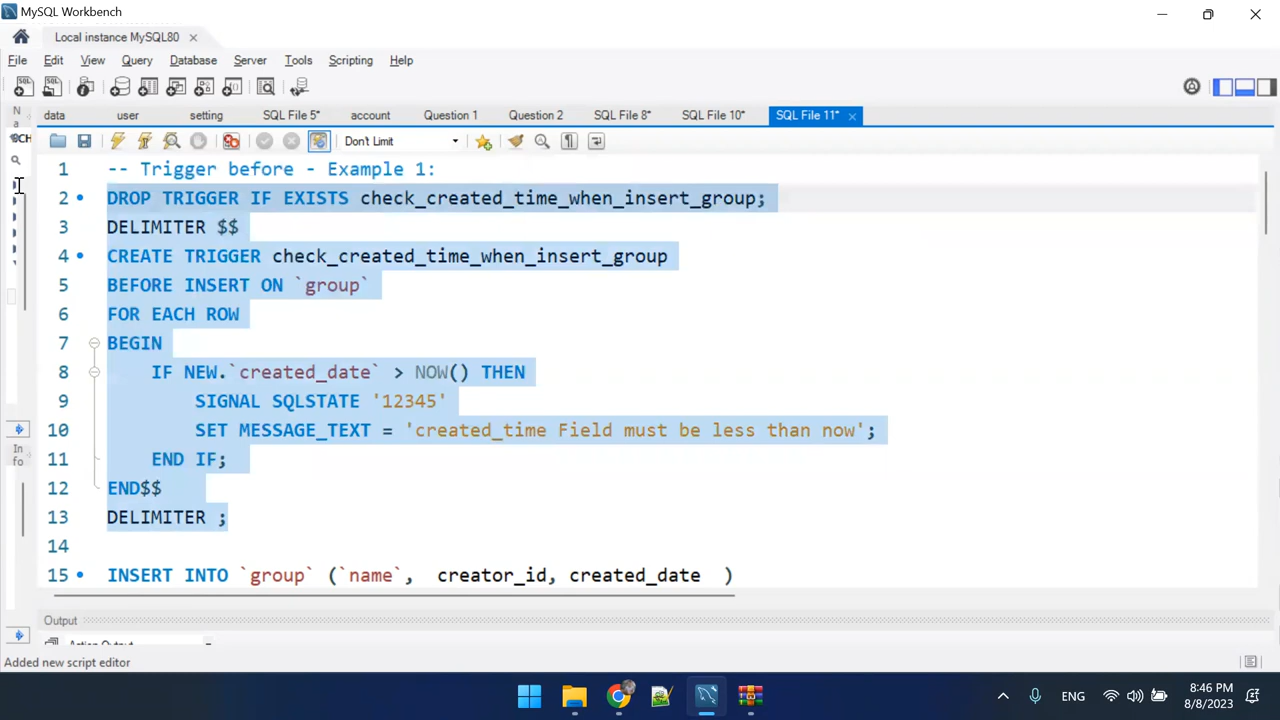 MySQL Workbench
Local instance MySQL80
File Edit View Query Database Server Tools Scripting Help
data user setting SQL File 5* account Question 1 Question 2 SQL File 8* SQL File 10* SQL File 11*
Don't Limit
1 -- Trigger before - Example 1:
2 DROP TRIGGER IF EXISTS check_created_time_when_insert_group;
3 DELIMITER $$
4 CREATE TRIGGER check_created_time_when_insert_group
5 BEFORE INSERT ON `group`
6 FOR EACH ROW
7 BEGIN
8 IF NEW.`created_date` > NOW() THEN
9 SIGNAL SQLSTATE '12345'
10 SET MESSAGE_TEXT = 'created_time Field must be less than now';
11 END IF;
12 END$$
13 DELIMITER ;
14
15 INSERT INTO `group` (`name`, creator_id, created_date )
Output
Action Output
Added new script editor
ENG
8:46 PM
8/8/2023